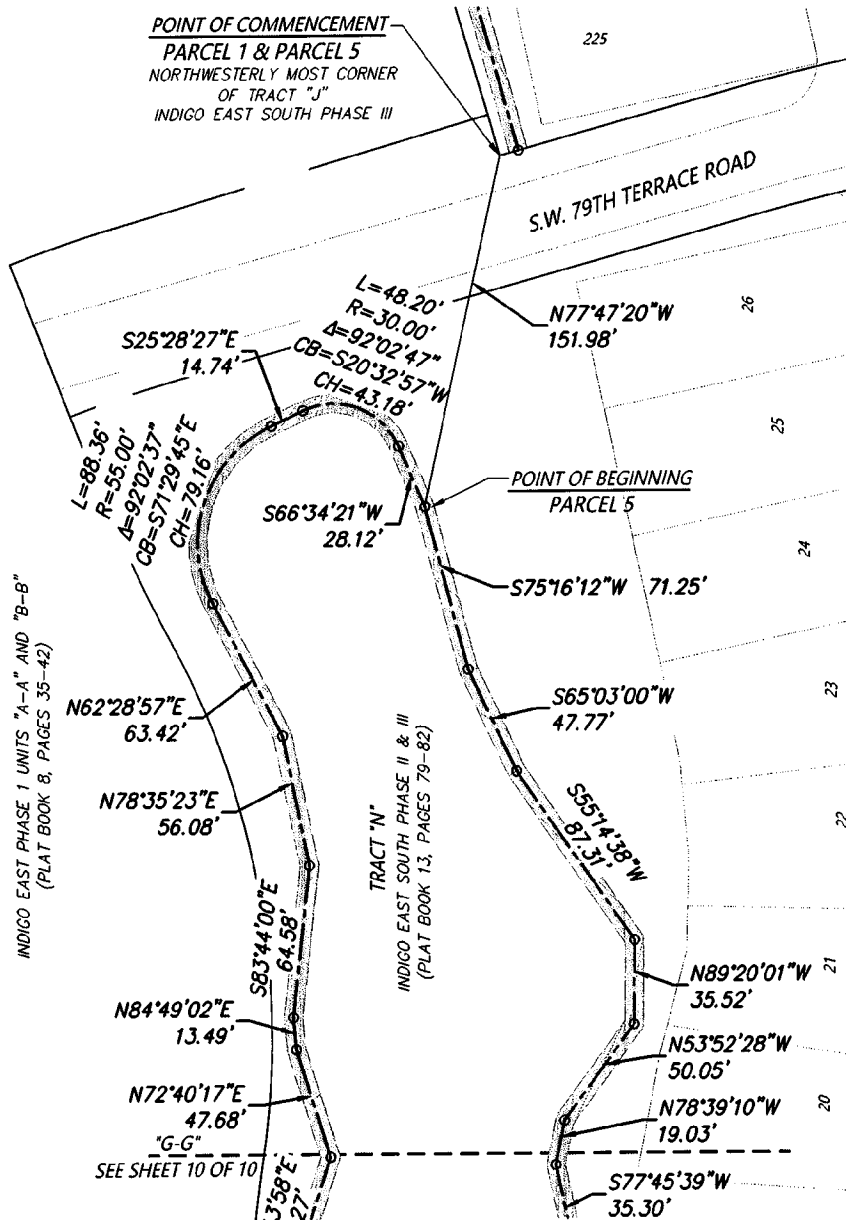 POINT OF COMMENCEMENT
PARCEL 1 & PARCEL 5
NORTHWESTERLY MOST CORNER
OF TRACT "J"
INDIGO EAST SOUTH PHASE III
225
S.W. 79TH TERRACE ROAD
L=48.20'
R=30.00'
Δ=92°02'47"
CB=S20°32'57"W
CH=43.18'
N77°47'20"W
151.98'
26
S25°28'27"E
14.74'
L=88.36'
R=55.00'
Δ=92°02'37"
CB=S71°29'45"E
CH=79.16'
25
S66°34'21"W
28.12'
POINT OF BEGINNING
PARCEL 5
24
S75°16'12"W 71.25'
INDIGO EAST PHASE 1 UNITS "A-A" AND "B-B"
(PLAT BOOK 8, PAGES 35-42)
N62°28'57"E
63.42'
S65°03'00"W
47.77'
23
N78°35'23"E
56.08'
TRACT "N"
INDIGO EAST SOUTH PHASE II & III
(PLAT BOOK 13, PAGES 79-82)
S55°14'38"W
87.31'
22
S83°44'00"E
64.58'
N89°20'01"W
35.52'
21
N84°49'02"E
13.49'
N53°52'28"W
50.05'
N72°40'17"E
47.68'
N78°39'10"W
19.03'
20
"G-G"
SEE SHEET 10 OF 10
3'58"E
27'
S77°45'39"W
35.30'